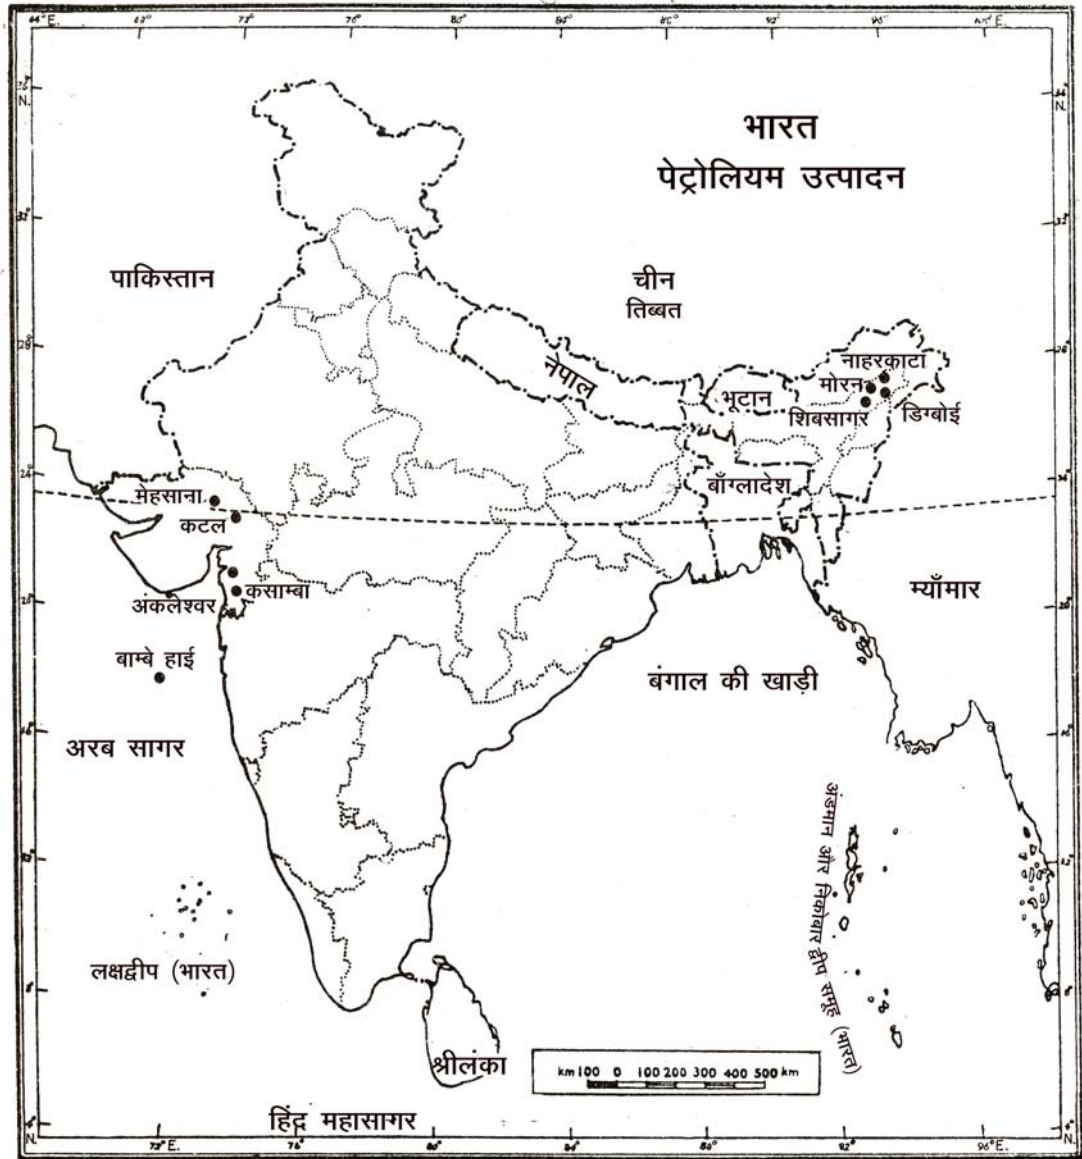 भारत
पेट्रोलियम उत्पादन
पाकिस्तान
चीन
तिब्बत
नेपाल
भूटान
नाहरकाटा
मोरन
डिग्बोई
शिबसागर
बाँग्लादेश
मेहसाना
कटल
अंकलेश्वर
कसाम्बा
म्याँमार
बाम्बे हाई
बंगाल की खाड़ी
अरब सागर
अंडमान और निकोबार द्वीप समूह (भारत)
लक्षद्वीप (भारत)
श्रीलंका
km 100 0 100 200 300 400 500 km
हिंद महासागर